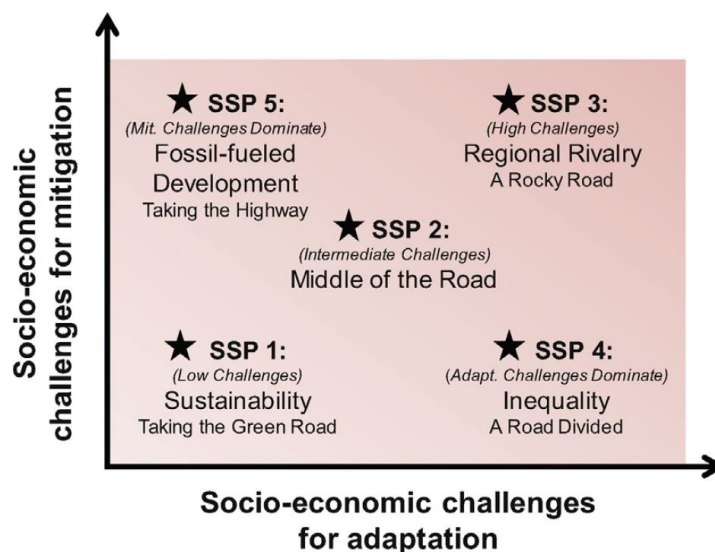 Socio-economic
challenges for mitigation
SSP 5:
(Mit. Challenges Dominate)
Fossil-fueled
Development
Taking the Highway
SSP 3:
(High Challenges)
Regional Rivalry
A Rocky Road
SSP 2:
(Intermediate Challenges)
Middle of the Road
SSP 1:
(Low Challenges)
Sustainability
Taking the Green Road
SSP 4:
(Adapt. Challenges Dominate)
Inequality
A Road Divided
Socio-economic challenges
for adaptation